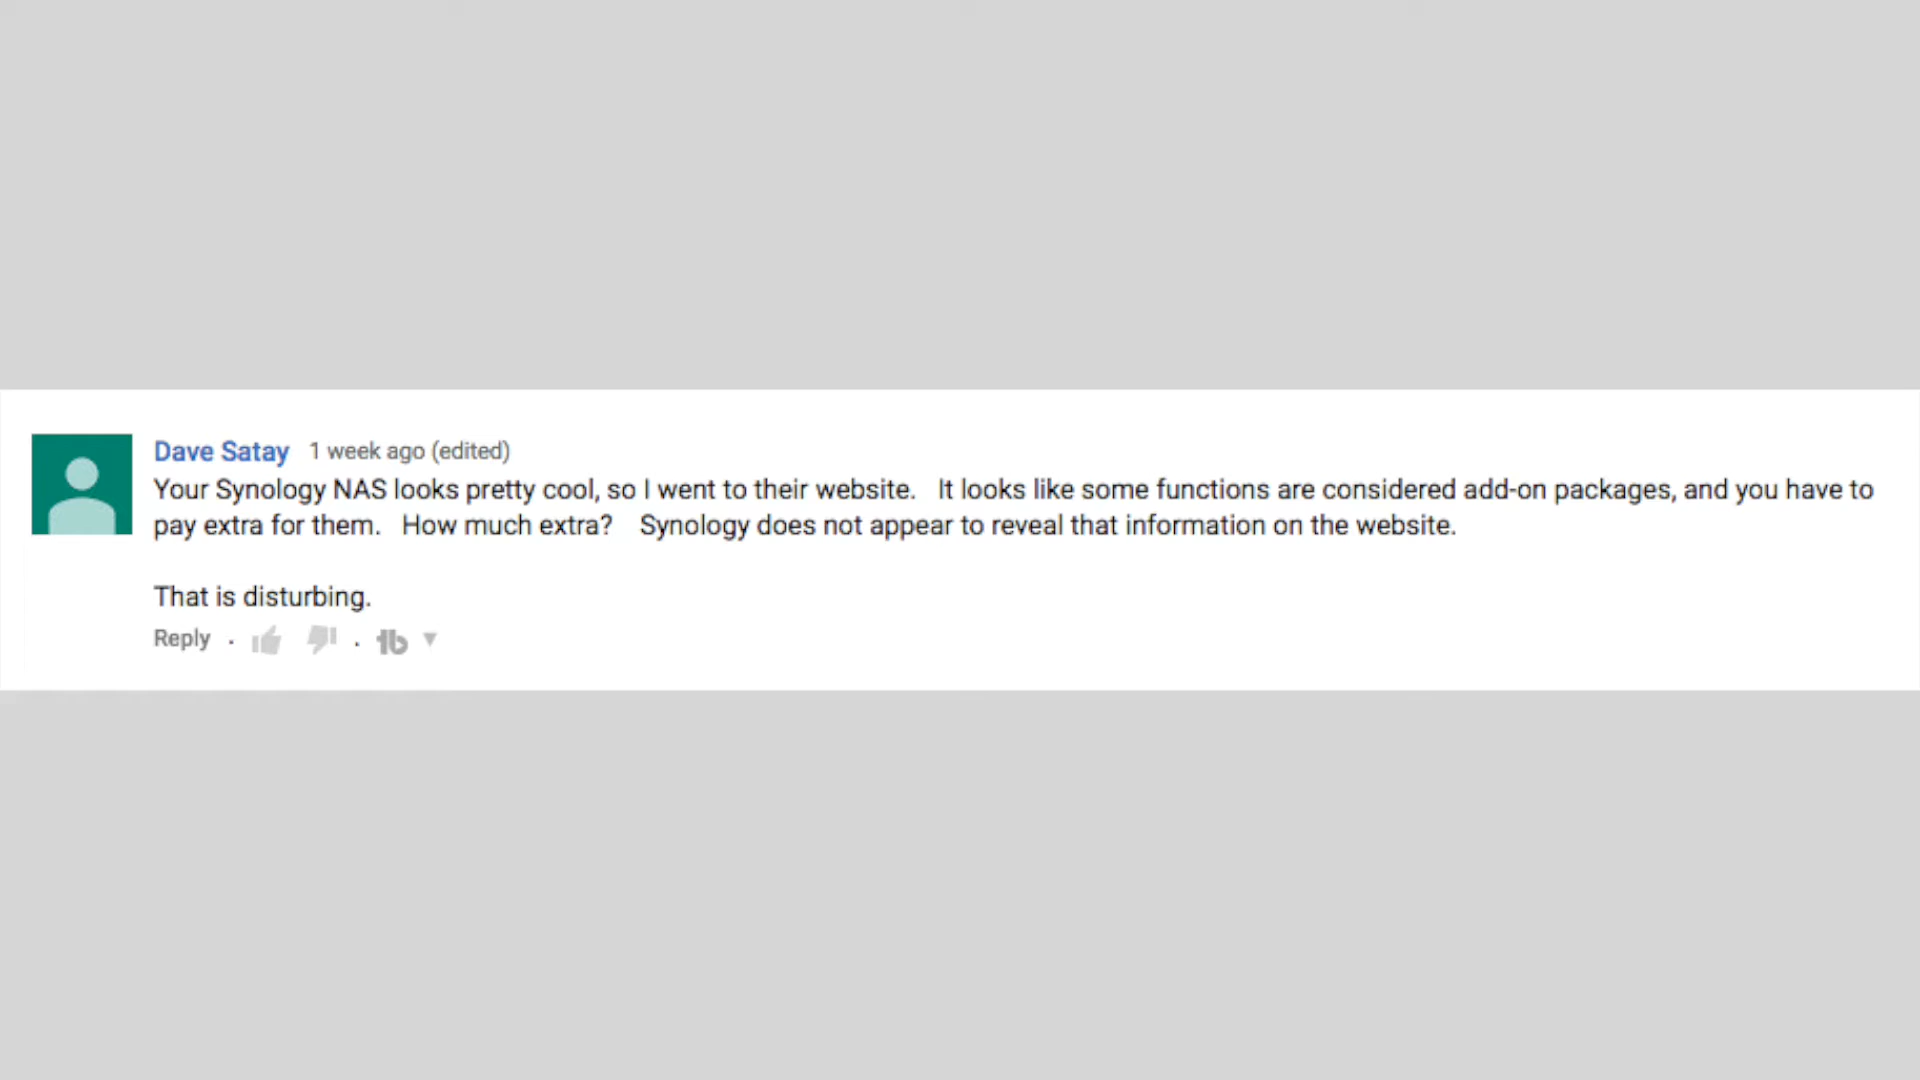 Dave Satay 1 week ago (edited)
Your Synology NAS looks pretty cool, so I went to their website. It looks like some functions are considered add-on packages, and you have to
pay extra for them. How much extra? Synology does not appear to reveal that information on the website.
That is disturbing.
Reply · · tb ▼